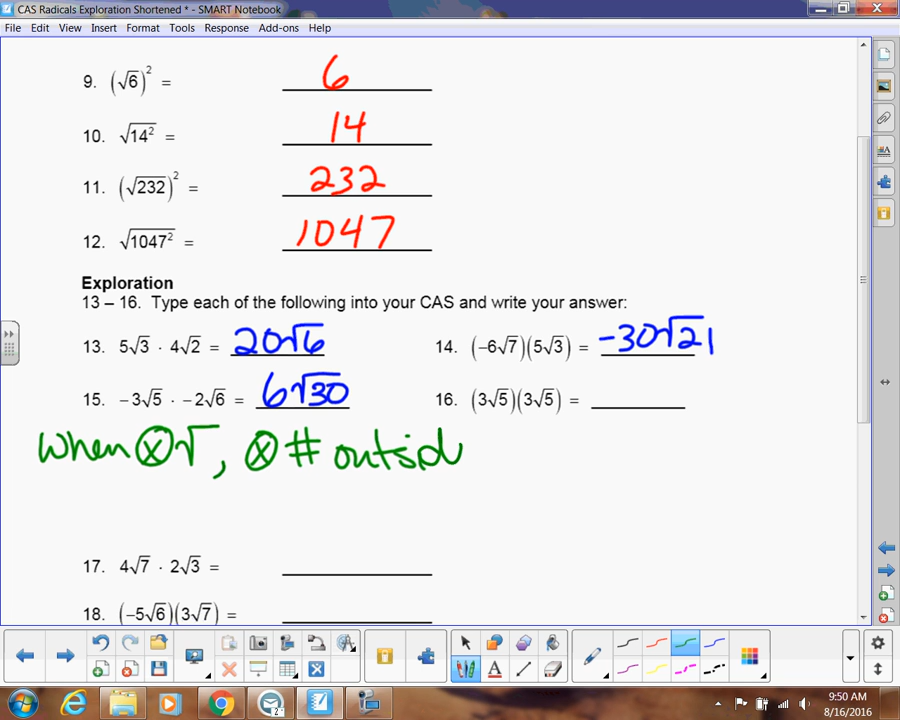 CAS Radicals Exploration Shortened * - SMART Notebook
File Edit View Insert Format Tools Response Add-ons Help
9. (√6)² = 6
10. √14² = 14
11. (√232)² = 232
12. √1047² = 1047
Exploration
13 – 16. Type each of the following into your CAS and write your answer:
13. 5√3 · 4√2 = 20√6 14. (−6√7)(5√3) = -30√21
15. −3√5 · −2√6 = 6√30 16. (3√5)(3√5) =
when ⊗√, ⊗ # outsid
17. 4√7 · 2√3 =
18. (−5√6)(3√7) =
9:50 AM
8/16/2016